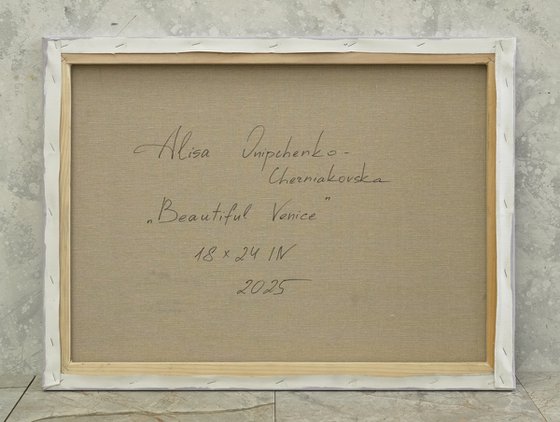 Alisa Onipchenko-
Cherniakovska
„Beautiful Venice"
18 x 24 IN
2025